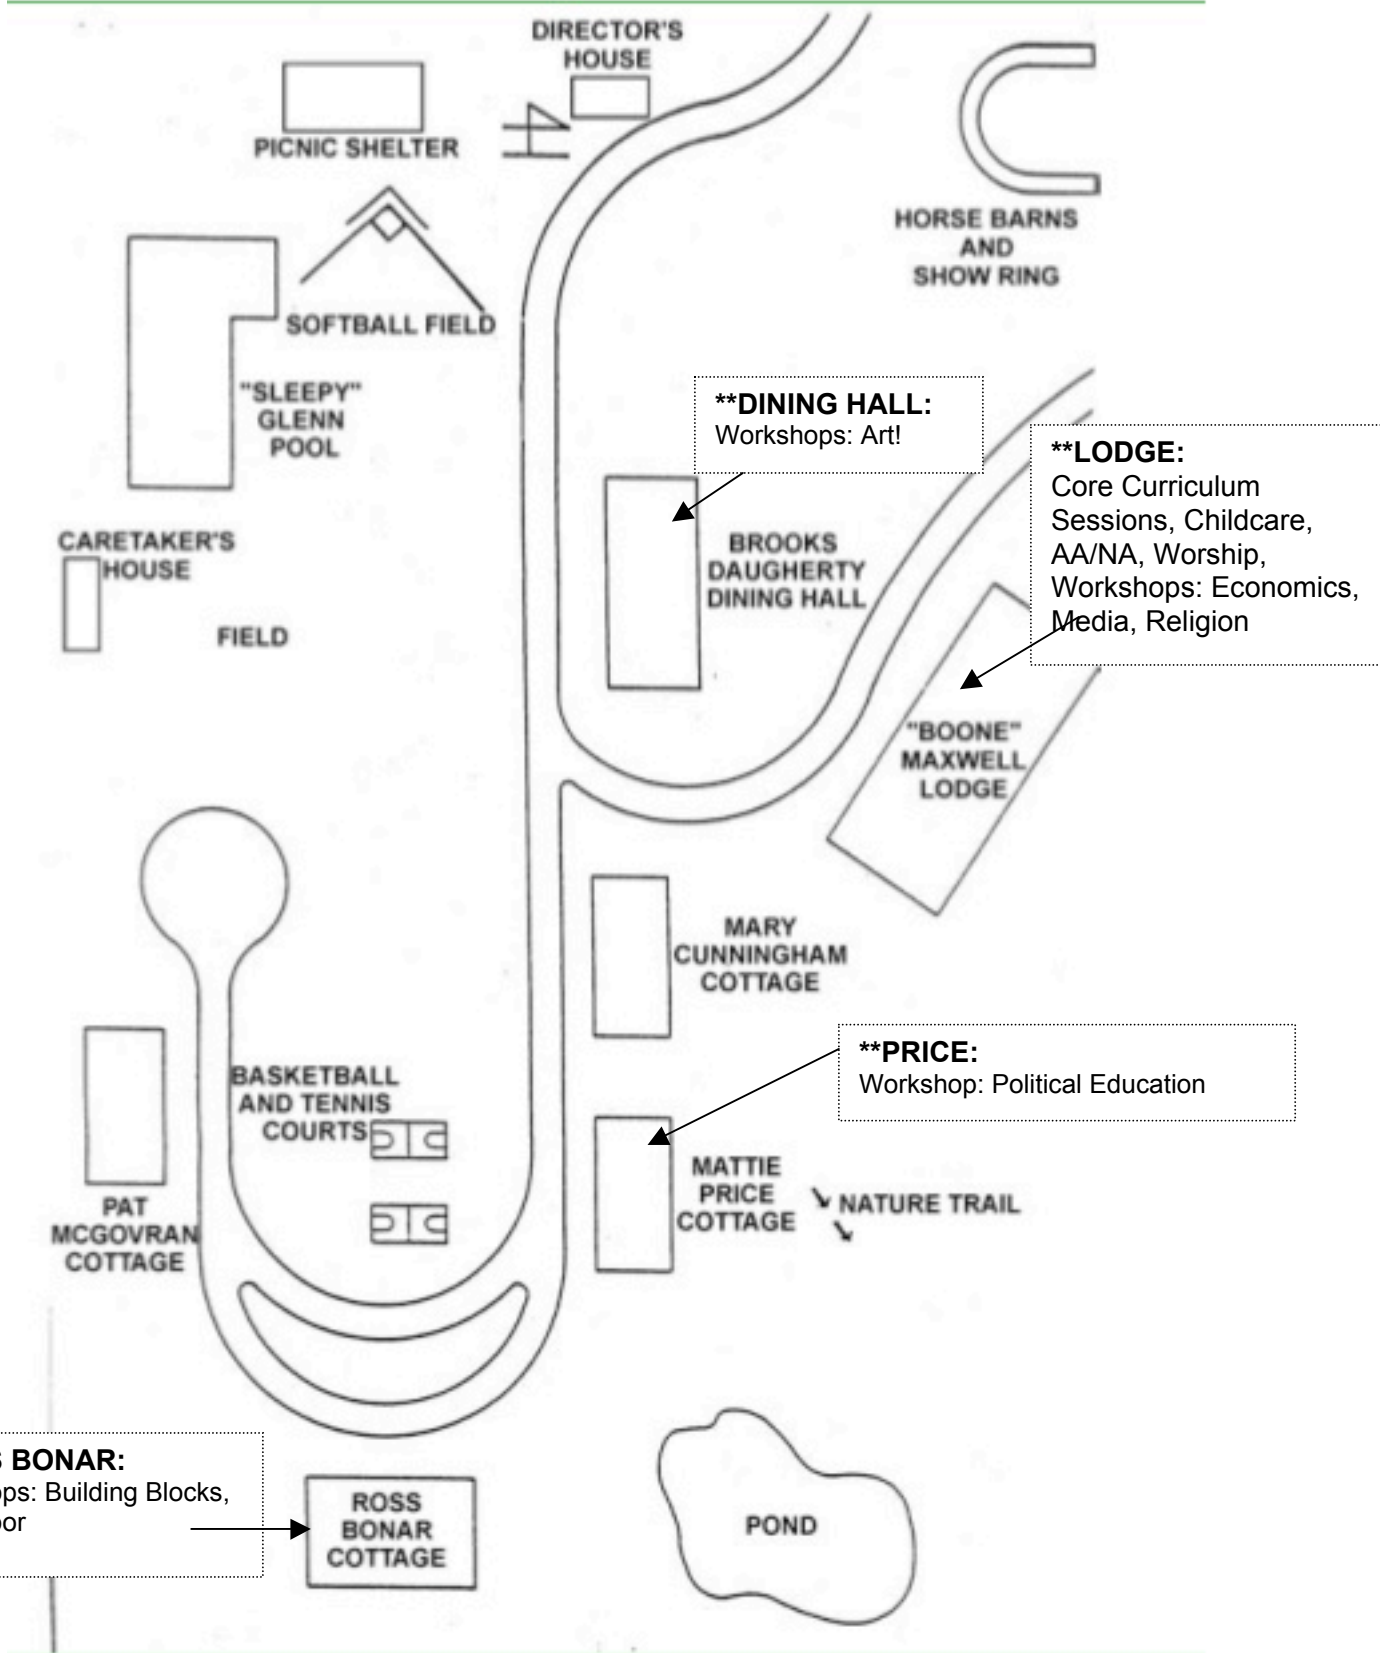 DIRECTOR'S
HOUSE
PICNIC SHELTER
HORSE BARNS
AND
SHOW RING
SOFTBALL FIELD
"SLEEPY"
GLENN
POOL
**DINING HALL:
Workshops: Art!
**LODGE:
Core Curriculum
Sessions, Childcare,
AA/NA, Worship,
Workshops: Economics,
Media, Religion
CARETAKER'S
HOUSE
FIELD
BROOKS
DAUGHERTY
DINING HALL
"BOONE"
MAXWELL
LODGE
MARY
CUNNINGHAM
COTTAGE
**PRICE:
Workshop: Political Education
BASKETBALL
AND TENNIS
COURTS
MATTIE
PRICE
COTTAGE
NATURE TRAIL
PAT
MCGOVRAN
COTTAGE
BONAR:
Building Blocks,
ROSS
BONAR
COTTAGE
POND